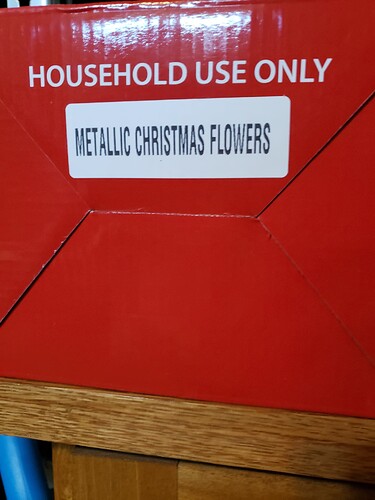 HOUSEHOLD USE ONLY
METALLIC CHRISTMAS FLOWERS